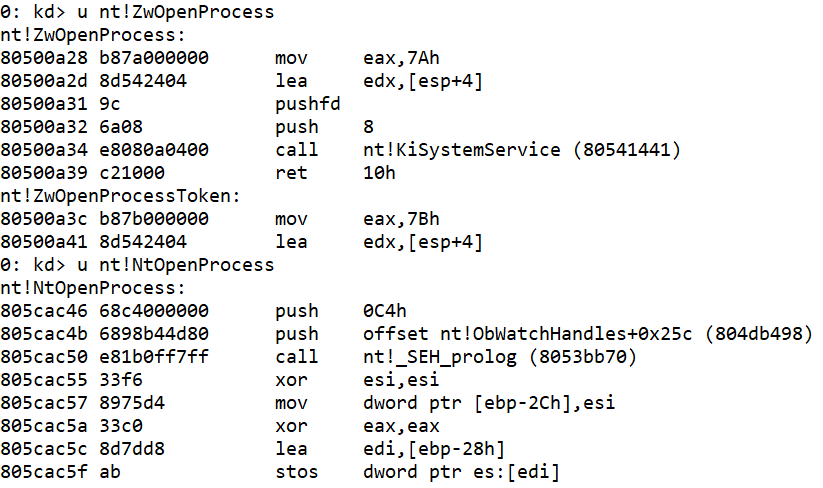 0: kd> u nt!ZwOpenProcess
nt!ZwOpenProcess:
80500a28 b87a000000      mov     eax,7Ah
80500a2d 8d542404        lea     edx,[esp+4]
80500a31 9c              pushfd
80500a32 6a08            push    8
80500a34 e8080a0400      call    nt!KiSystemService (80541441)
80500a39 c21000          ret     10h
nt!ZwOpenProcessToken:
80500a3c b87b000000      mov     eax,7Bh
80500a41 8d542404        lea     edx,[esp+4]
0: kd> u nt!NtOpenProcess
nt!NtOpenProcess:
805cac46 68c4000000      push    0C4h
805cac4b 6898b44d80      push    offset nt!ObWatchHandles+0x25c (804db498)
805cac50 e81b0ff7ff      call    nt!_SEH_prolog (8053bb70)
805cac55 33f6            xor     esi,esi
805cac57 8975d4          mov     dword ptr [ebp-2Ch],esi
805cac5a 33c0            xor     eax,eax
805cac5c 8d7dd8          lea     edi,[ebp-28h]
805cac5f ab              stos    dword ptr es:[edi]